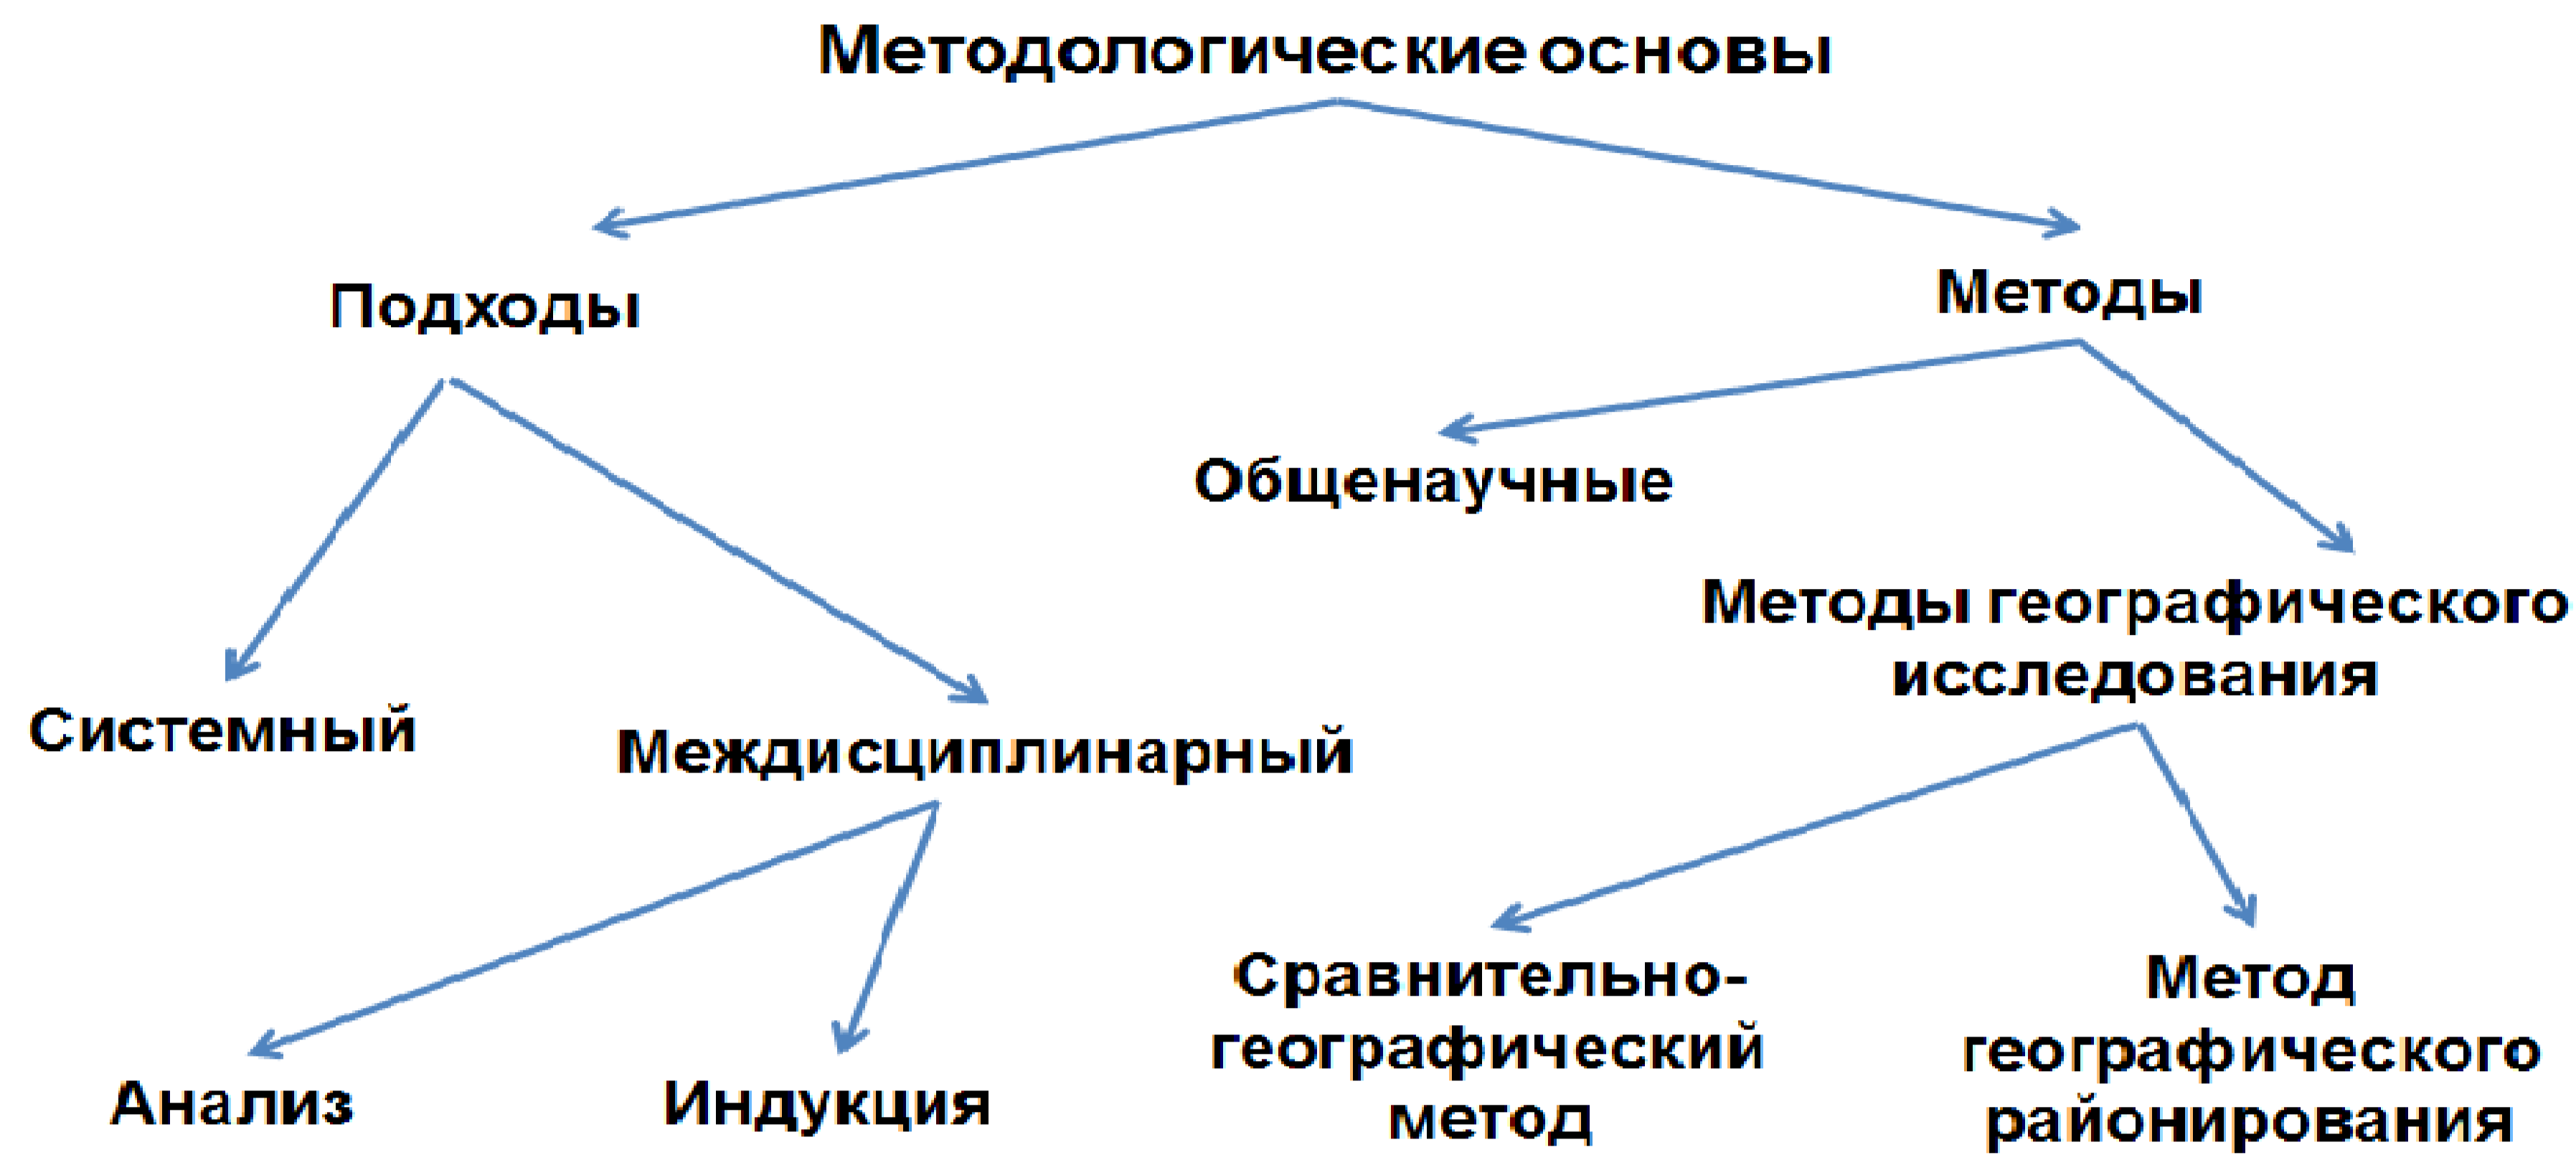 Методологические основы
Подходы
Методы
Общенаучные
Методы географического
исследования
Системный
Междисциплинарный
Анализ
Индукция
Сравнительно-
географический
метод
Метод
географического
районирования